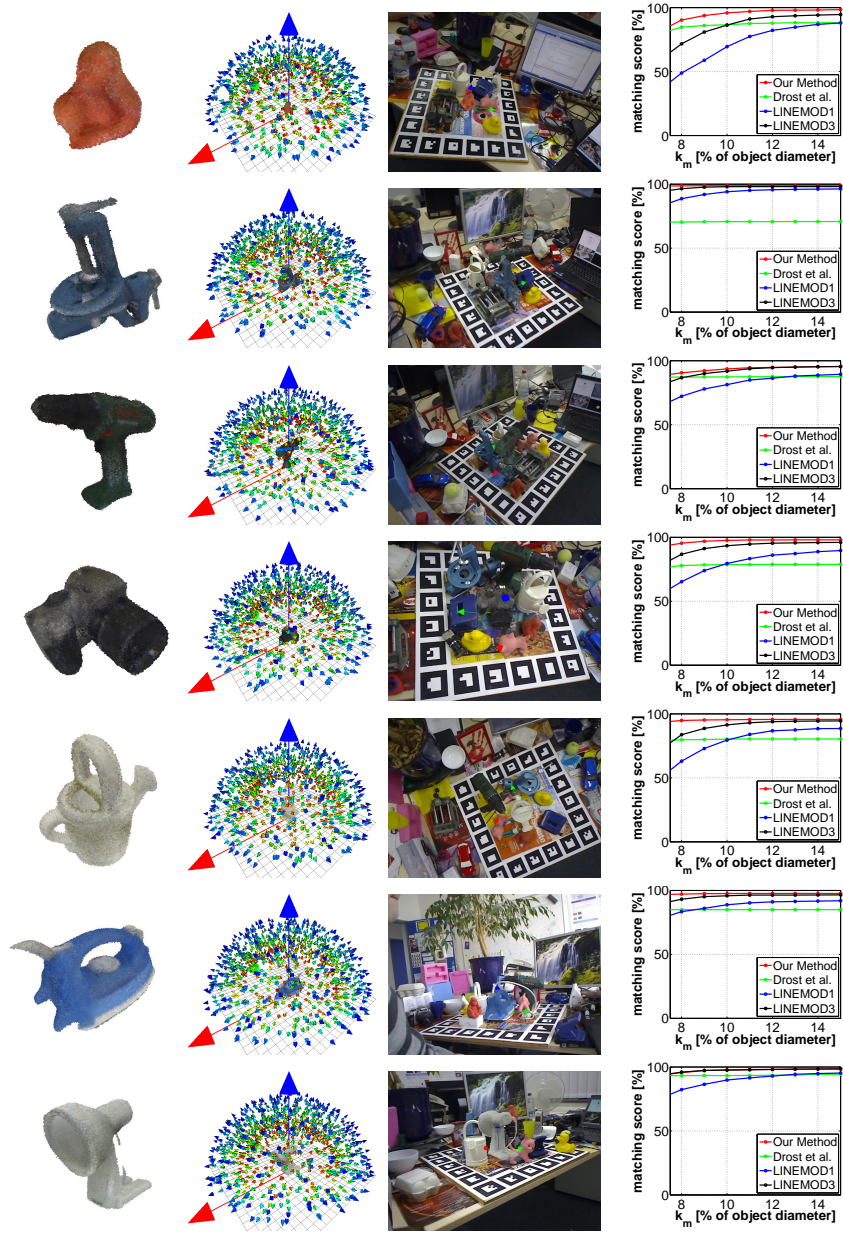 matching score [%]
100
50
0
8
10
12
14
k_m [% of object diameter]
Our Method
Drost et al.
LINEMOD1
LINEMOD3
matching score [%]
100
50
0
8
10
12
14
k_m [% of object diameter]
Our Method
Drost et al.
LINEMOD1
LINEMOD3
matching score [%]
100
50
0
8
10
12
14
k_m [% of object diameter]
Our Method
Drost et al.
LINEMOD1
LINEMOD3
matching score [%]
100
50
0
8
10
12
14
k_m [% of object diameter]
Our Method
Drost et al.
LINEMOD1
LINEMOD3
matching score [%]
100
50
0
8
10
12
14
k_m [% of object diameter]
Our Method
Drost et al.
LINEMOD1
LINEMOD3
matching score [%]
100
50
0
8
10
12
14
k_m [% of object diameter]
Our Method
Drost et al.
LINEMOD1
LINEMOD3
matching score [%]
100
50
0
8
10
12
14
k_m [% of object diameter]
Our Method
Drost et al.
LINEMOD1
LINEMOD3